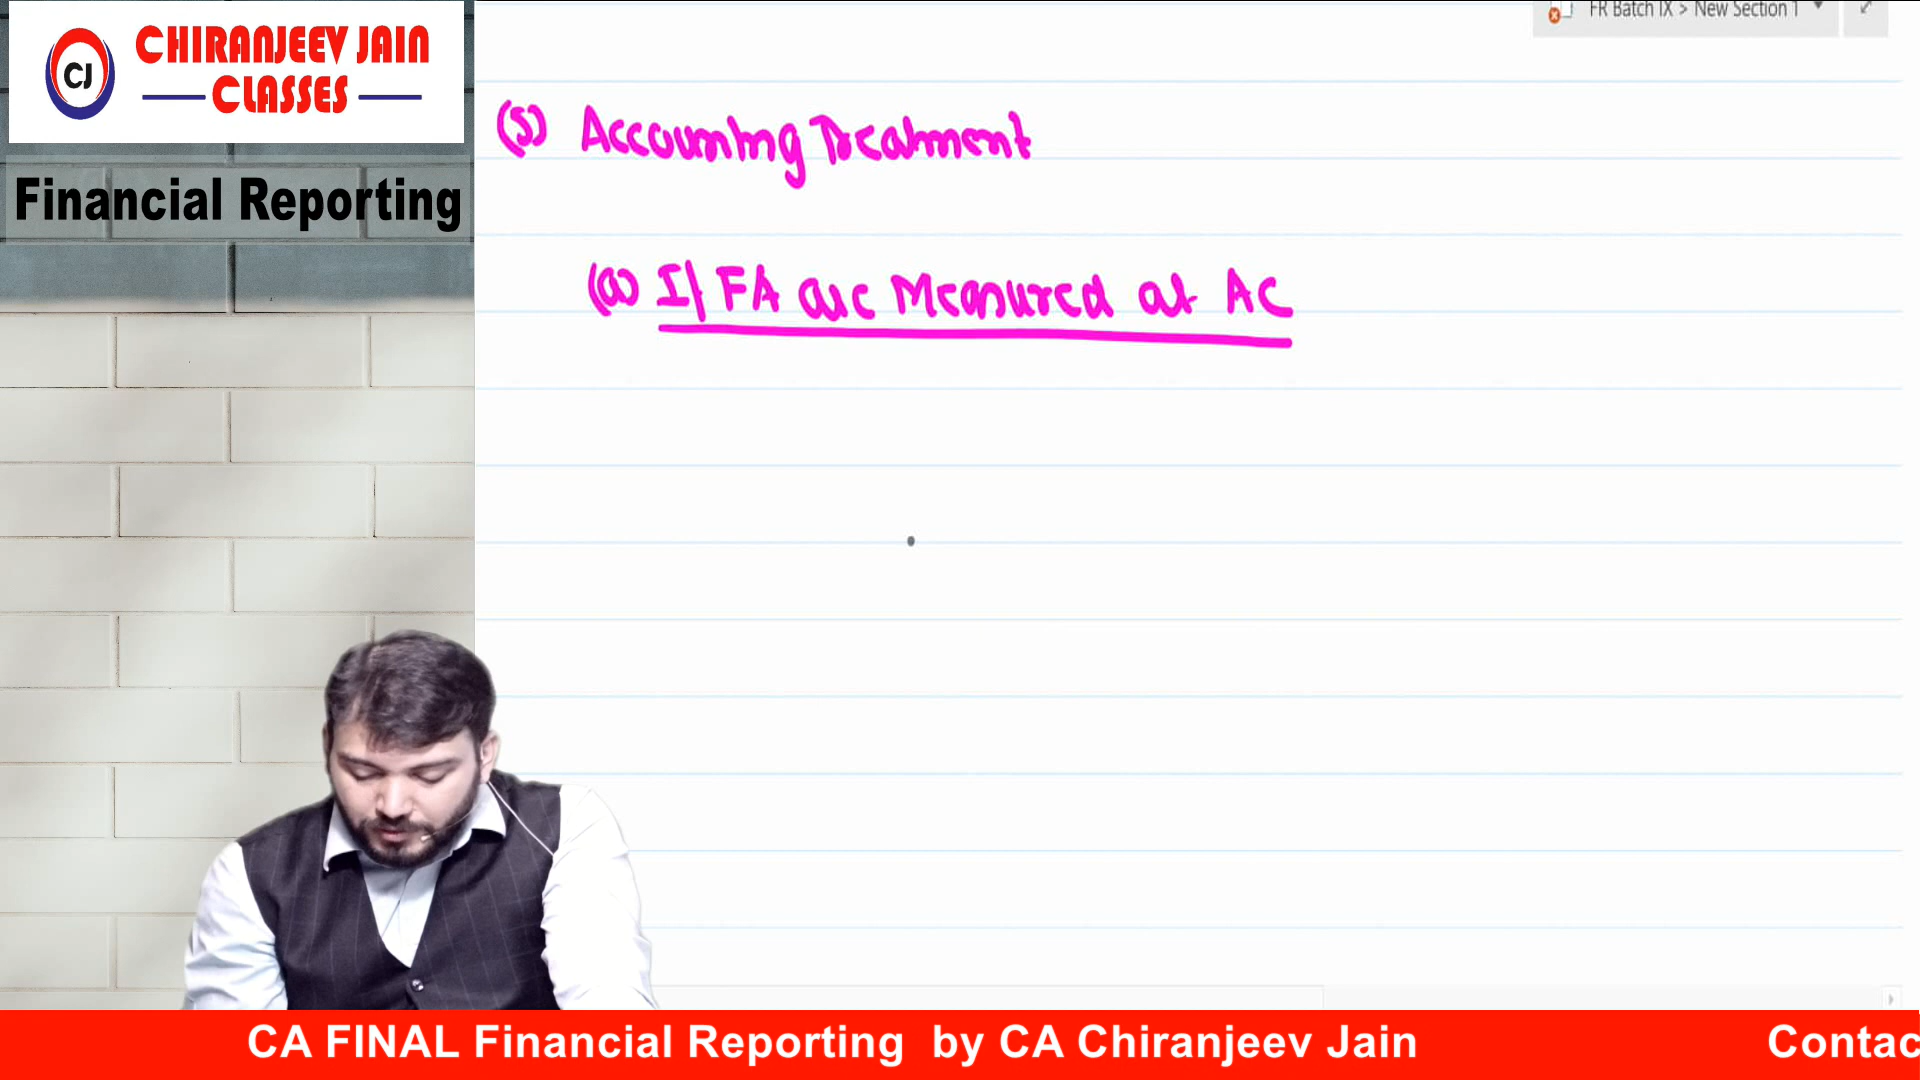 CHIRANJEEV JAIN
CLASSES
CJ
Financial Reporting
FR Batch IX > New Section 1
(5) Accounting Treatment
(a) If FA are Measured at AC
CA FINAL Financial Reporting by CA Chiranjeev Jain
Contac